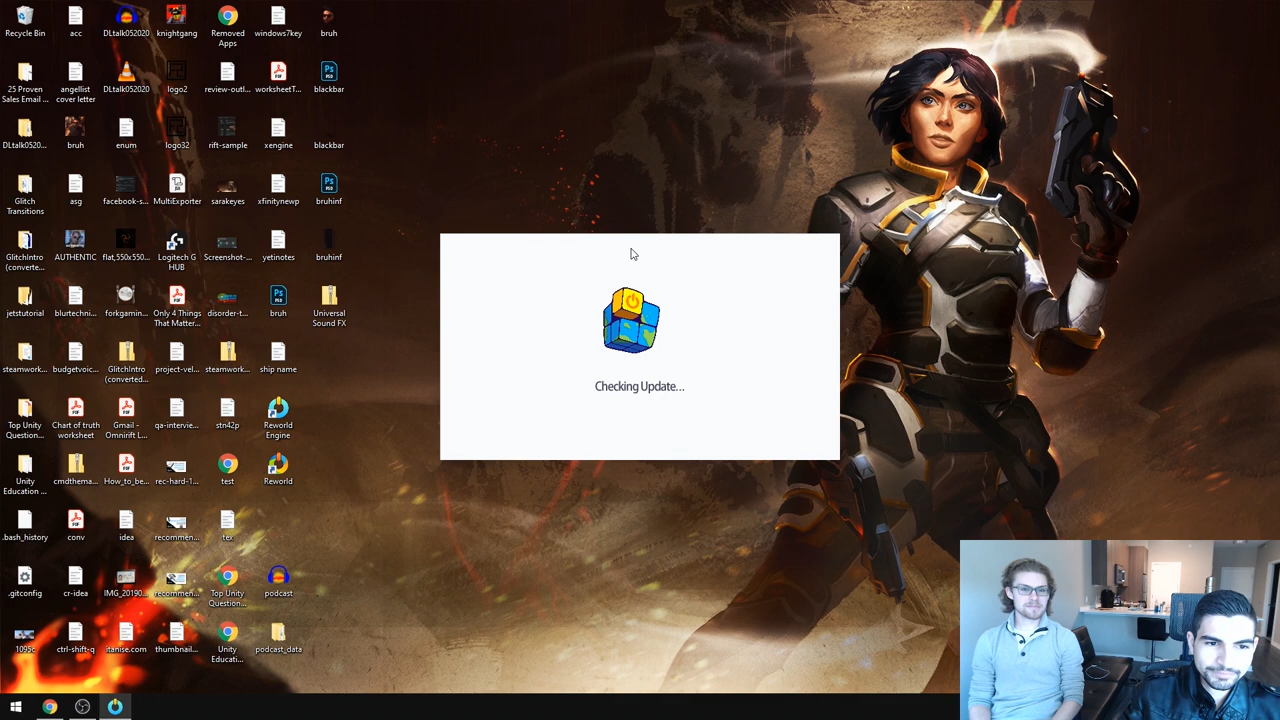 Recycle Bin
acc
DLtalk052020
knightgang
Removed
Apps
windows7key
bruh
25 Proven
Sales Email ...
angellist
cover letter
DLtalk052020
logo2
review-outl...
worksheetT...
blackbar
DLtalk0520...
bruh
enum
logo32
rift-sample
xengine
blackbar
Glitch
Transitions
asg
facebook-s...
MultiExporter
sarakeyes
xfinitynewp
bruhinf
GlitchIntro
(converte...
AUTHENTIC
flat,550x550...
Logitech G
HUB
Screenshot-...
yetinotes
bruhinf
jetstutorial
blurtechni...
forkgamin...
Only 4 Things
That Matter...
disorder-t...
bruh
Universal
Sound FX
steamwork...
budgetvoic...
GlitchIntro
(converted...
project-vel...
steamwork...
ship name
Top Unity
Question...
Chart of truth
worksheet
Gmail -
Omnirift L...
qa-intervie...
stn42p
Reworld
Engine
Unity
Education ...
cmdthema...
How_to_be...
rec-hard-1...
test
Reworld
.bash_history
conv
idea
recommen...
tex
.gitconfig
cr-idea
IMG_20190...
recommen...
Top Unity
Question...
podcast
1095c
ctrl-shift-q
titanise.com
thumbnail...
Unity
Educati...
podcast_data
Checking Update...